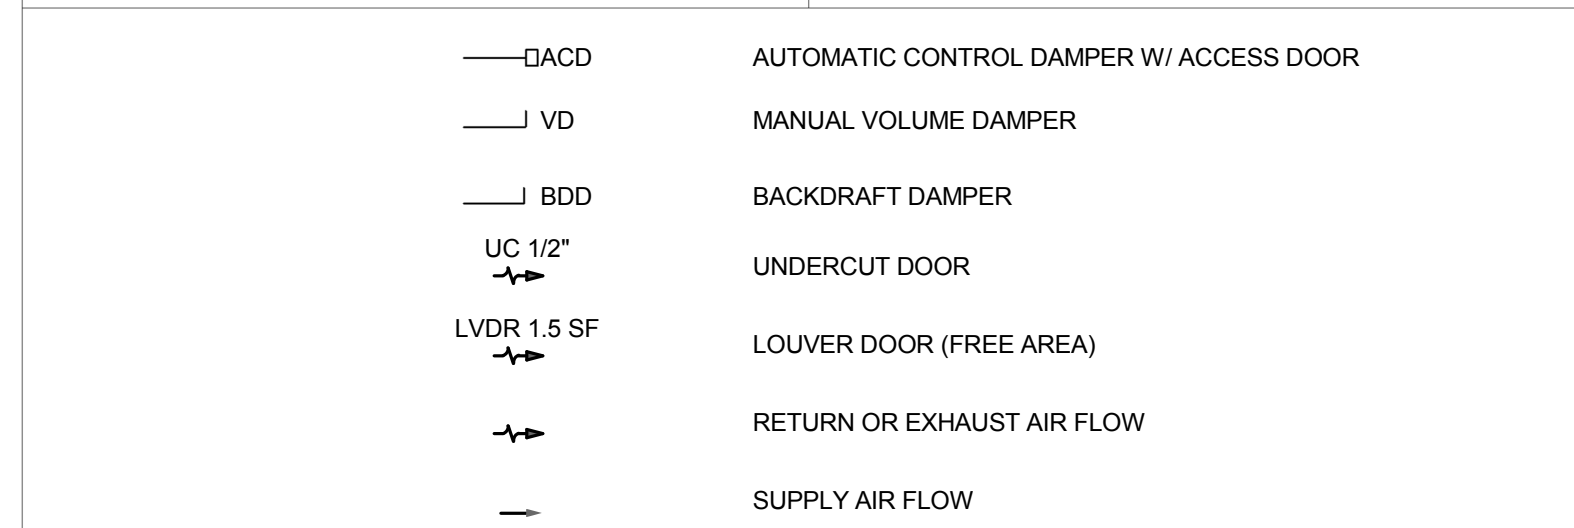 ACD AUTOMATIC CONTROL DAMPER W/ ACCESS DOOR
VD MANUAL VOLUME DAMPER
BDD BACKDRAFT DAMPER
UC 1/2"
UNDERCUT DOOR
LVDR 1.5 SF
LOUVER DOOR (FREE AREA)
RETURN OR EXHAUST AIR FLOW
SUPPLY AIR FLOW